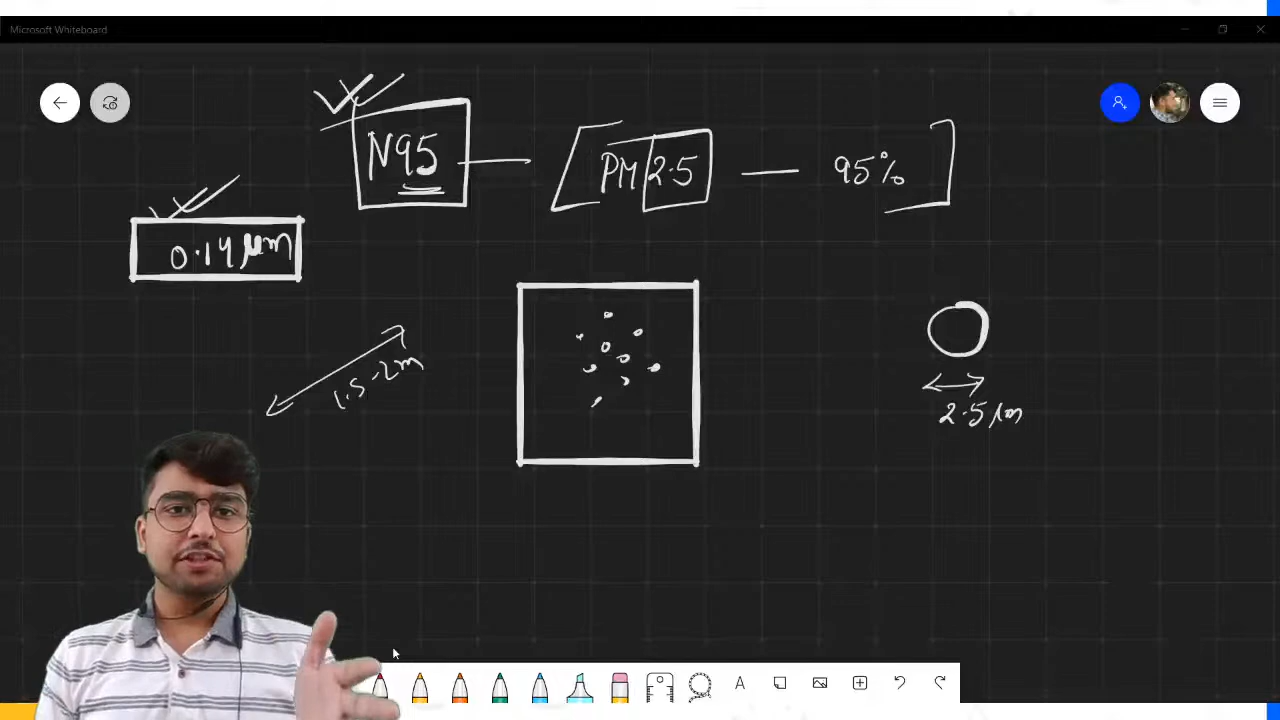 Microsoft Whiteboard
N95 — [PM 2.5 — 95%]
0.14 μm
1.5-2m
2.5 μm
A